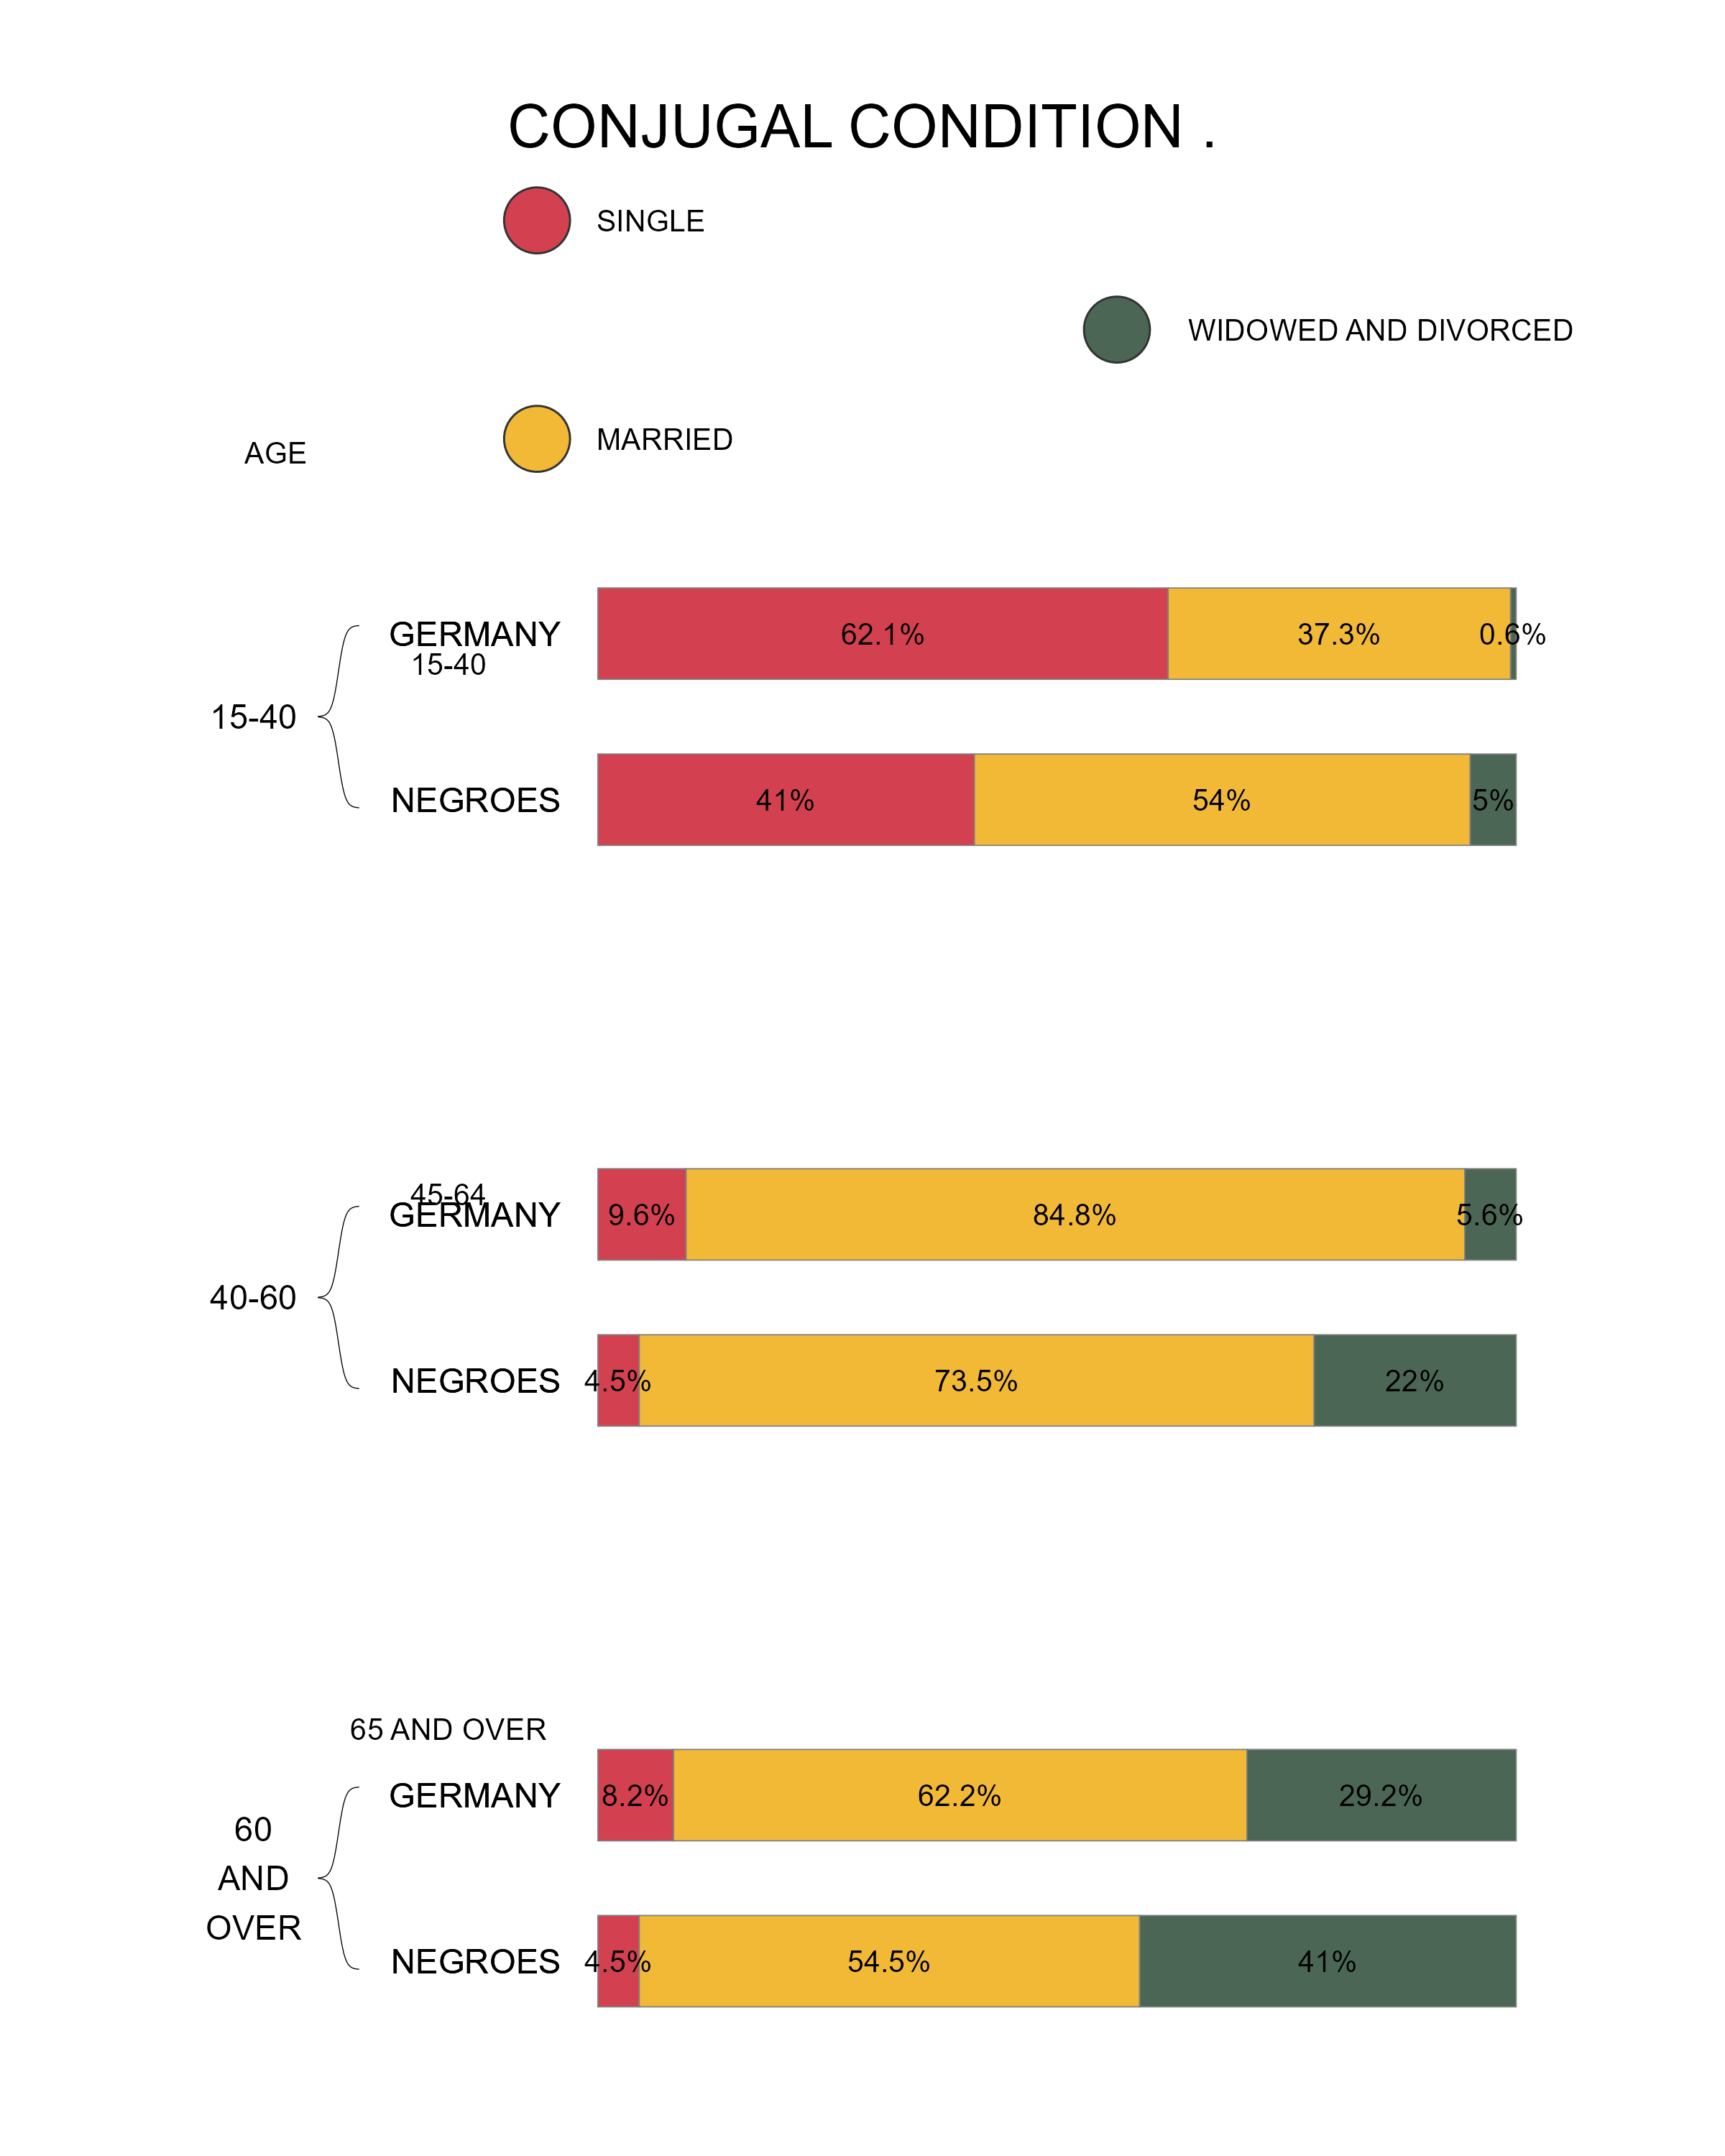 CONJUGAL CONDITION .
SINGLE
WIDOWED AND DIVORCED
MARRIED
AGE
GERMANY
15-40
62.1%
37.3%
0.6%
15-40
NEGROES
41%
54%
5%
45-64
GERMANY
9.6%
84.8%
5.6%
40-60
NEGROES
4.5%
73.5%
22%
65 AND OVER
GERMANY
8.2%
62.2%
29.2%
60
AND
OVER
NEGROES
4.5%
54.5%
41%